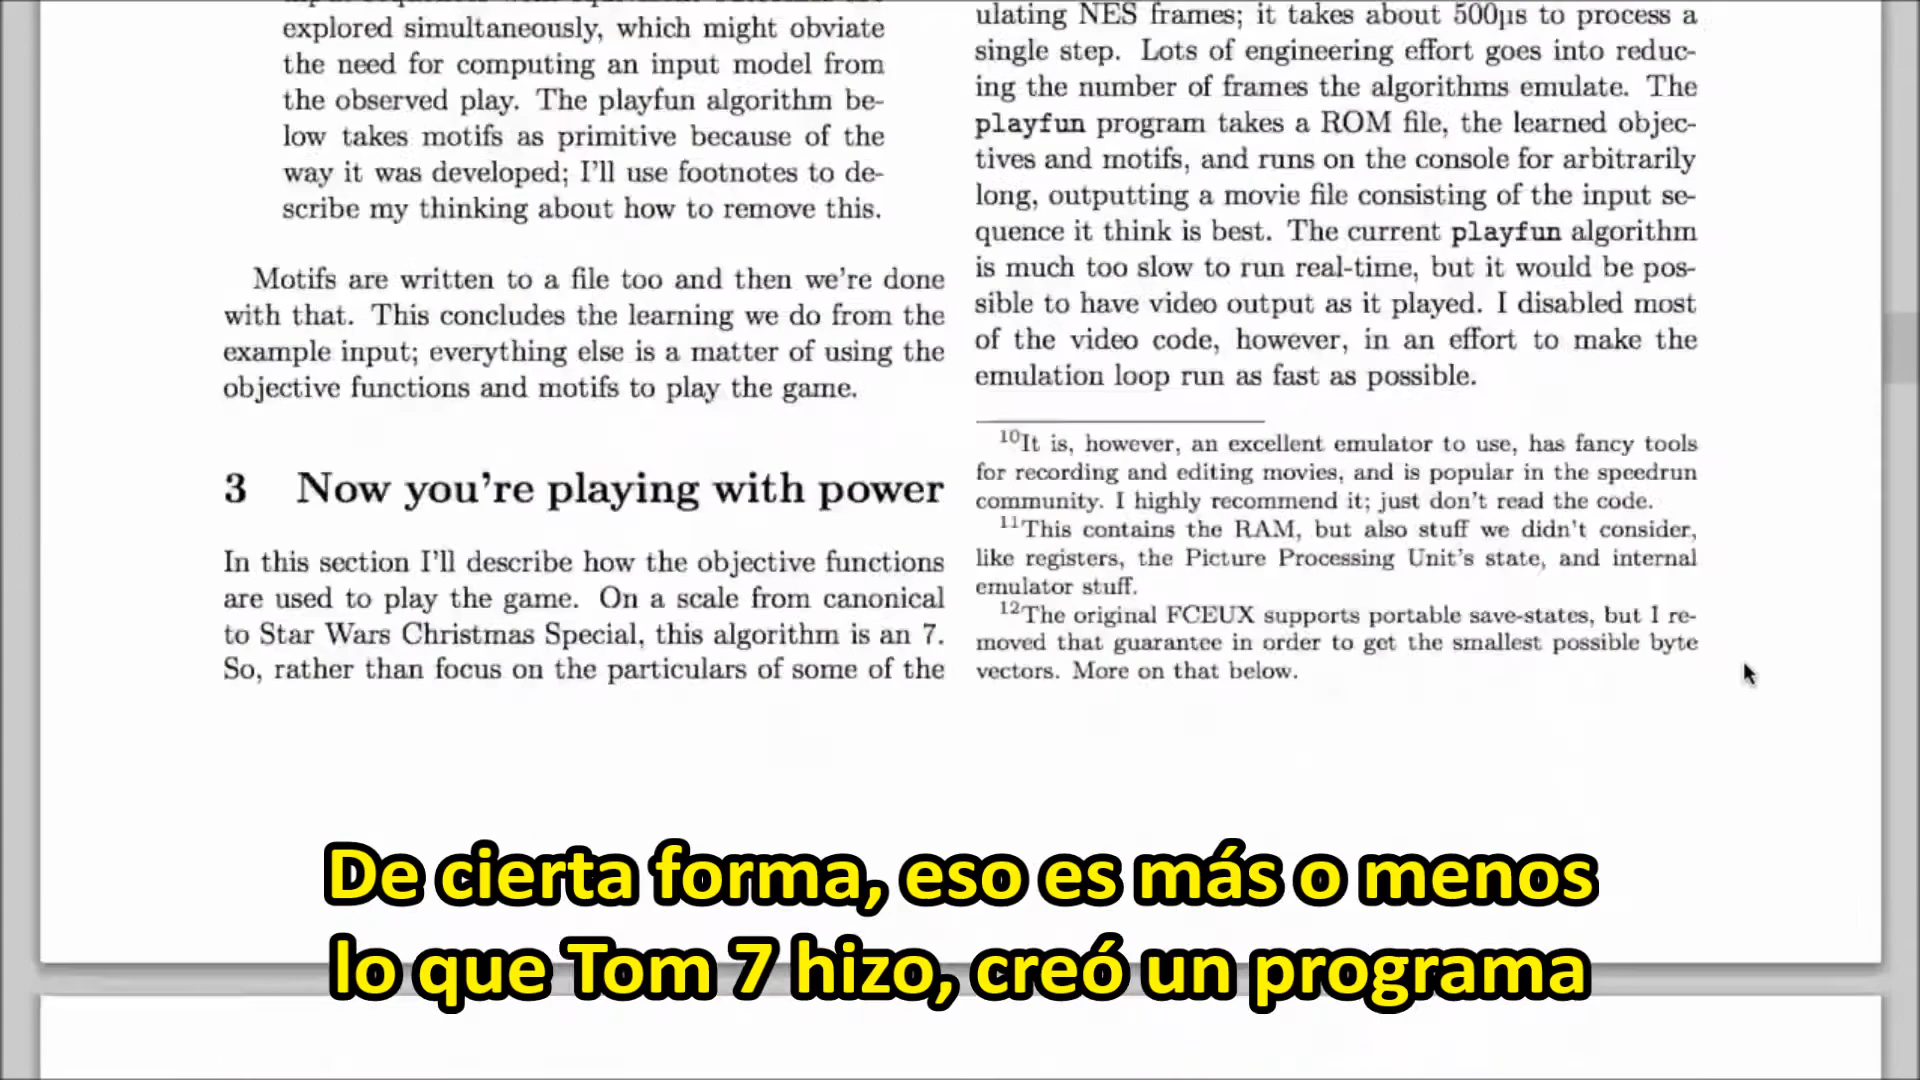 explored simultaneously, which might obviate
the need for computing an input model from
the observed play. The playfun algorithm be-
low takes motifs as primitive because of the
way it was developed; I'll use footnotes to de-
scribe my thinking about how to remove this.
Motifs are written to a file too and then we're done
with that. This concludes the learning we do from the
example input; everything else is a matter of using the
objective functions and motifs to play the game.
3 Now you're playing with power
In this section I'll describe how the objective functions
are used to play the game. On a scale from canonical
to Star Wars Christmas Special, this algorithm is an 7.
So, rather than focus on the particulars of some of the
ulating NES frames; it takes about 500µs to process a
single step. Lots of engineering effort goes into reduc-
ing the number of frames the algorithms emulate. The
playfun program takes a ROM file, the learned objec-
tives and motifs, and runs on the console for arbitrarily
long, outputting a movie file consisting of the input se-
quence it think is best. The current playfun algorithm
is much too slow to run real-time, but it would be pos-
sible to have video output as it played. I disabled most
of the video code, however, in an effort to make the
emulation loop run as fast as possible.
10It is, however, an excellent emulator to use, has fancy tools
for recording and editing movies, and is popular in the speedrun
community. I highly recommend it; just don't read the code.
11This contains the RAM, but also stuff we didn't consider,
like registers, the Picture Processing Unit's state, and internal
emulator stuff.
12The original FCEUX supports portable save-states, but I re-
moved that guarantee in order to get the smallest possible byte
vectors. More on that below.
De cierta forma, eso es más o menos
lo que Tom 7 hizo, creó un programa